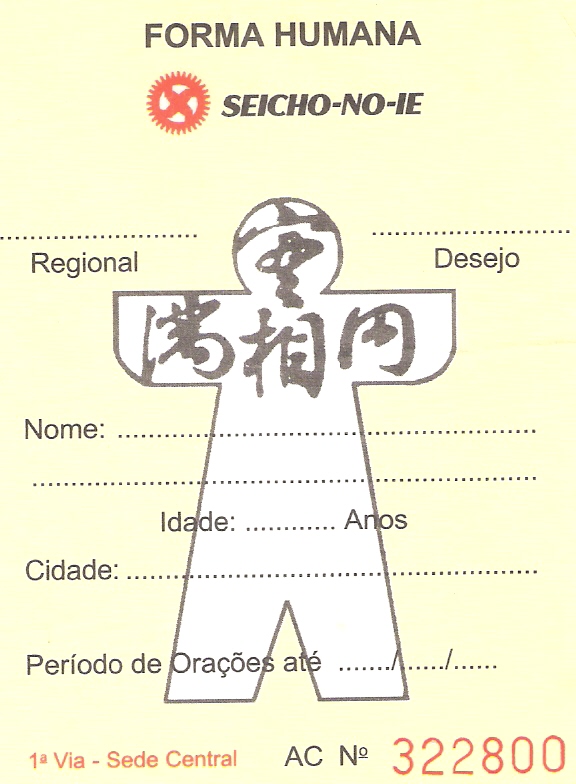 FORMA HUMANA
SEICHO-NO-IE
Regional
Desejo
満相円
Nome: ........................................................
....................................................................
Idade: ............ Anos
Cidade: .......................................................
Período de Orações até ......./....../......
1ª Via - Sede Central AC Nº 322800